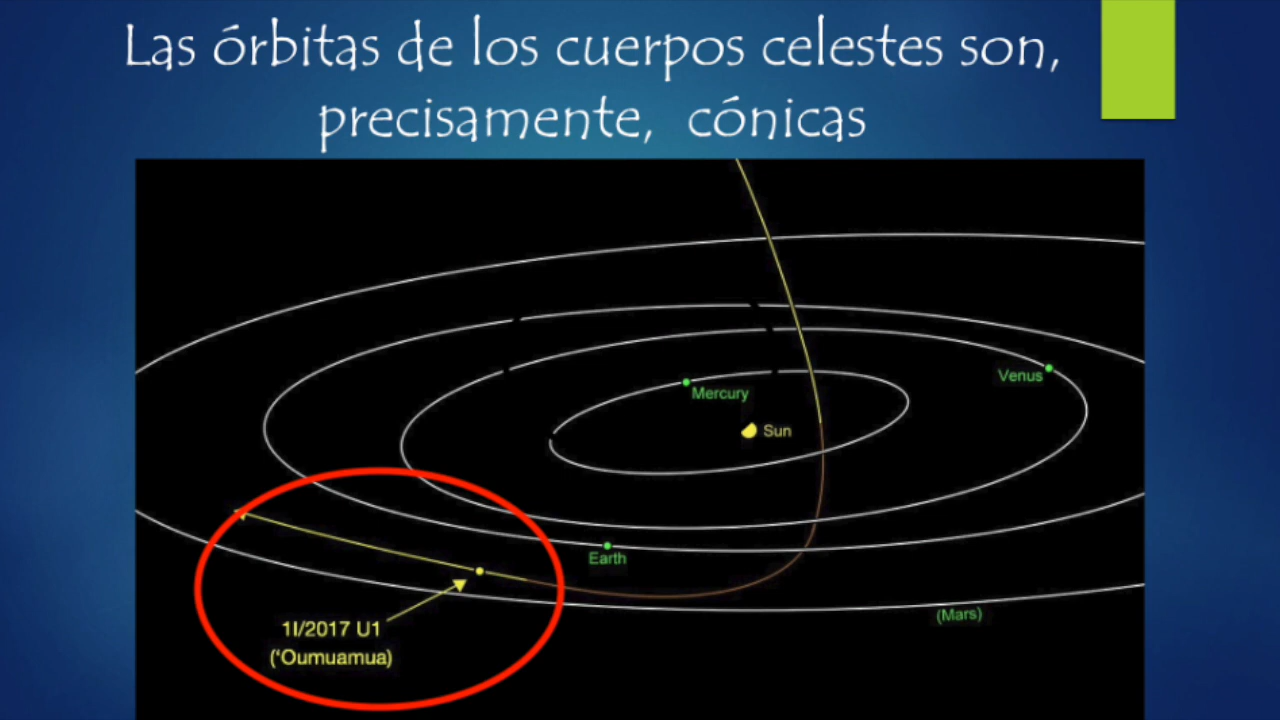 Las órbitas de los cuerpos celestes son,
precisamente, cónicas
Mercury
Venus
Sun
Earth
(Mars)
1I/2017 U1
(‘Oumuamua)